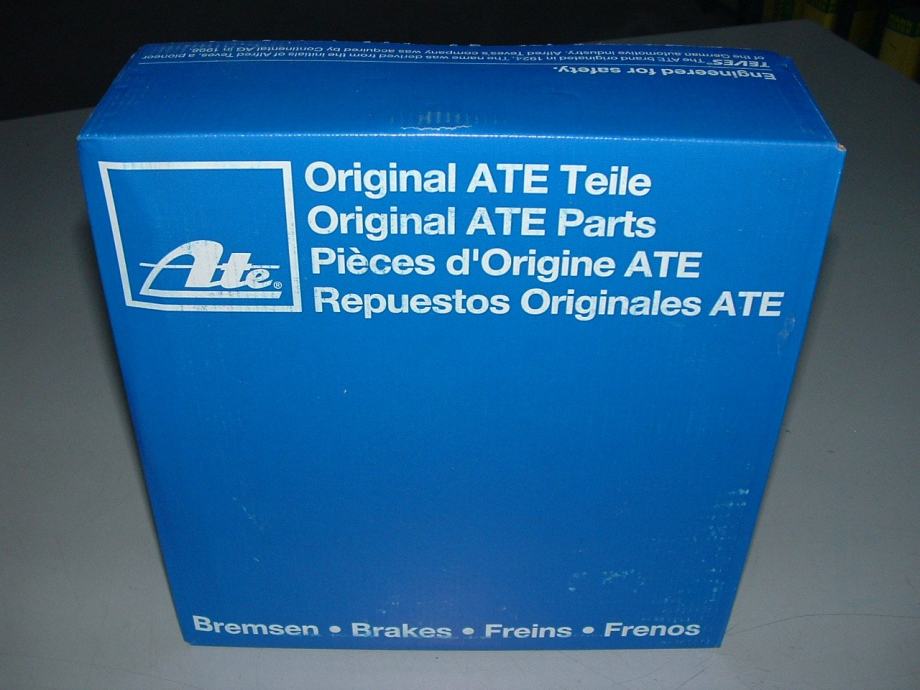 Engineered for safety.
TEVES The ATE brand originated in 1924. The name was derived from the initials of Alfred Teves, a pioneer
of the German automotive industry. Alfred Teves's company was acquired by Continental AG in 1998.
Ate®
Original ATE Teile
Original ATE Parts
Pièces d'Origine ATE
Repuestos Originales ATE
Bremsen • Brakes • Freins • Frenos